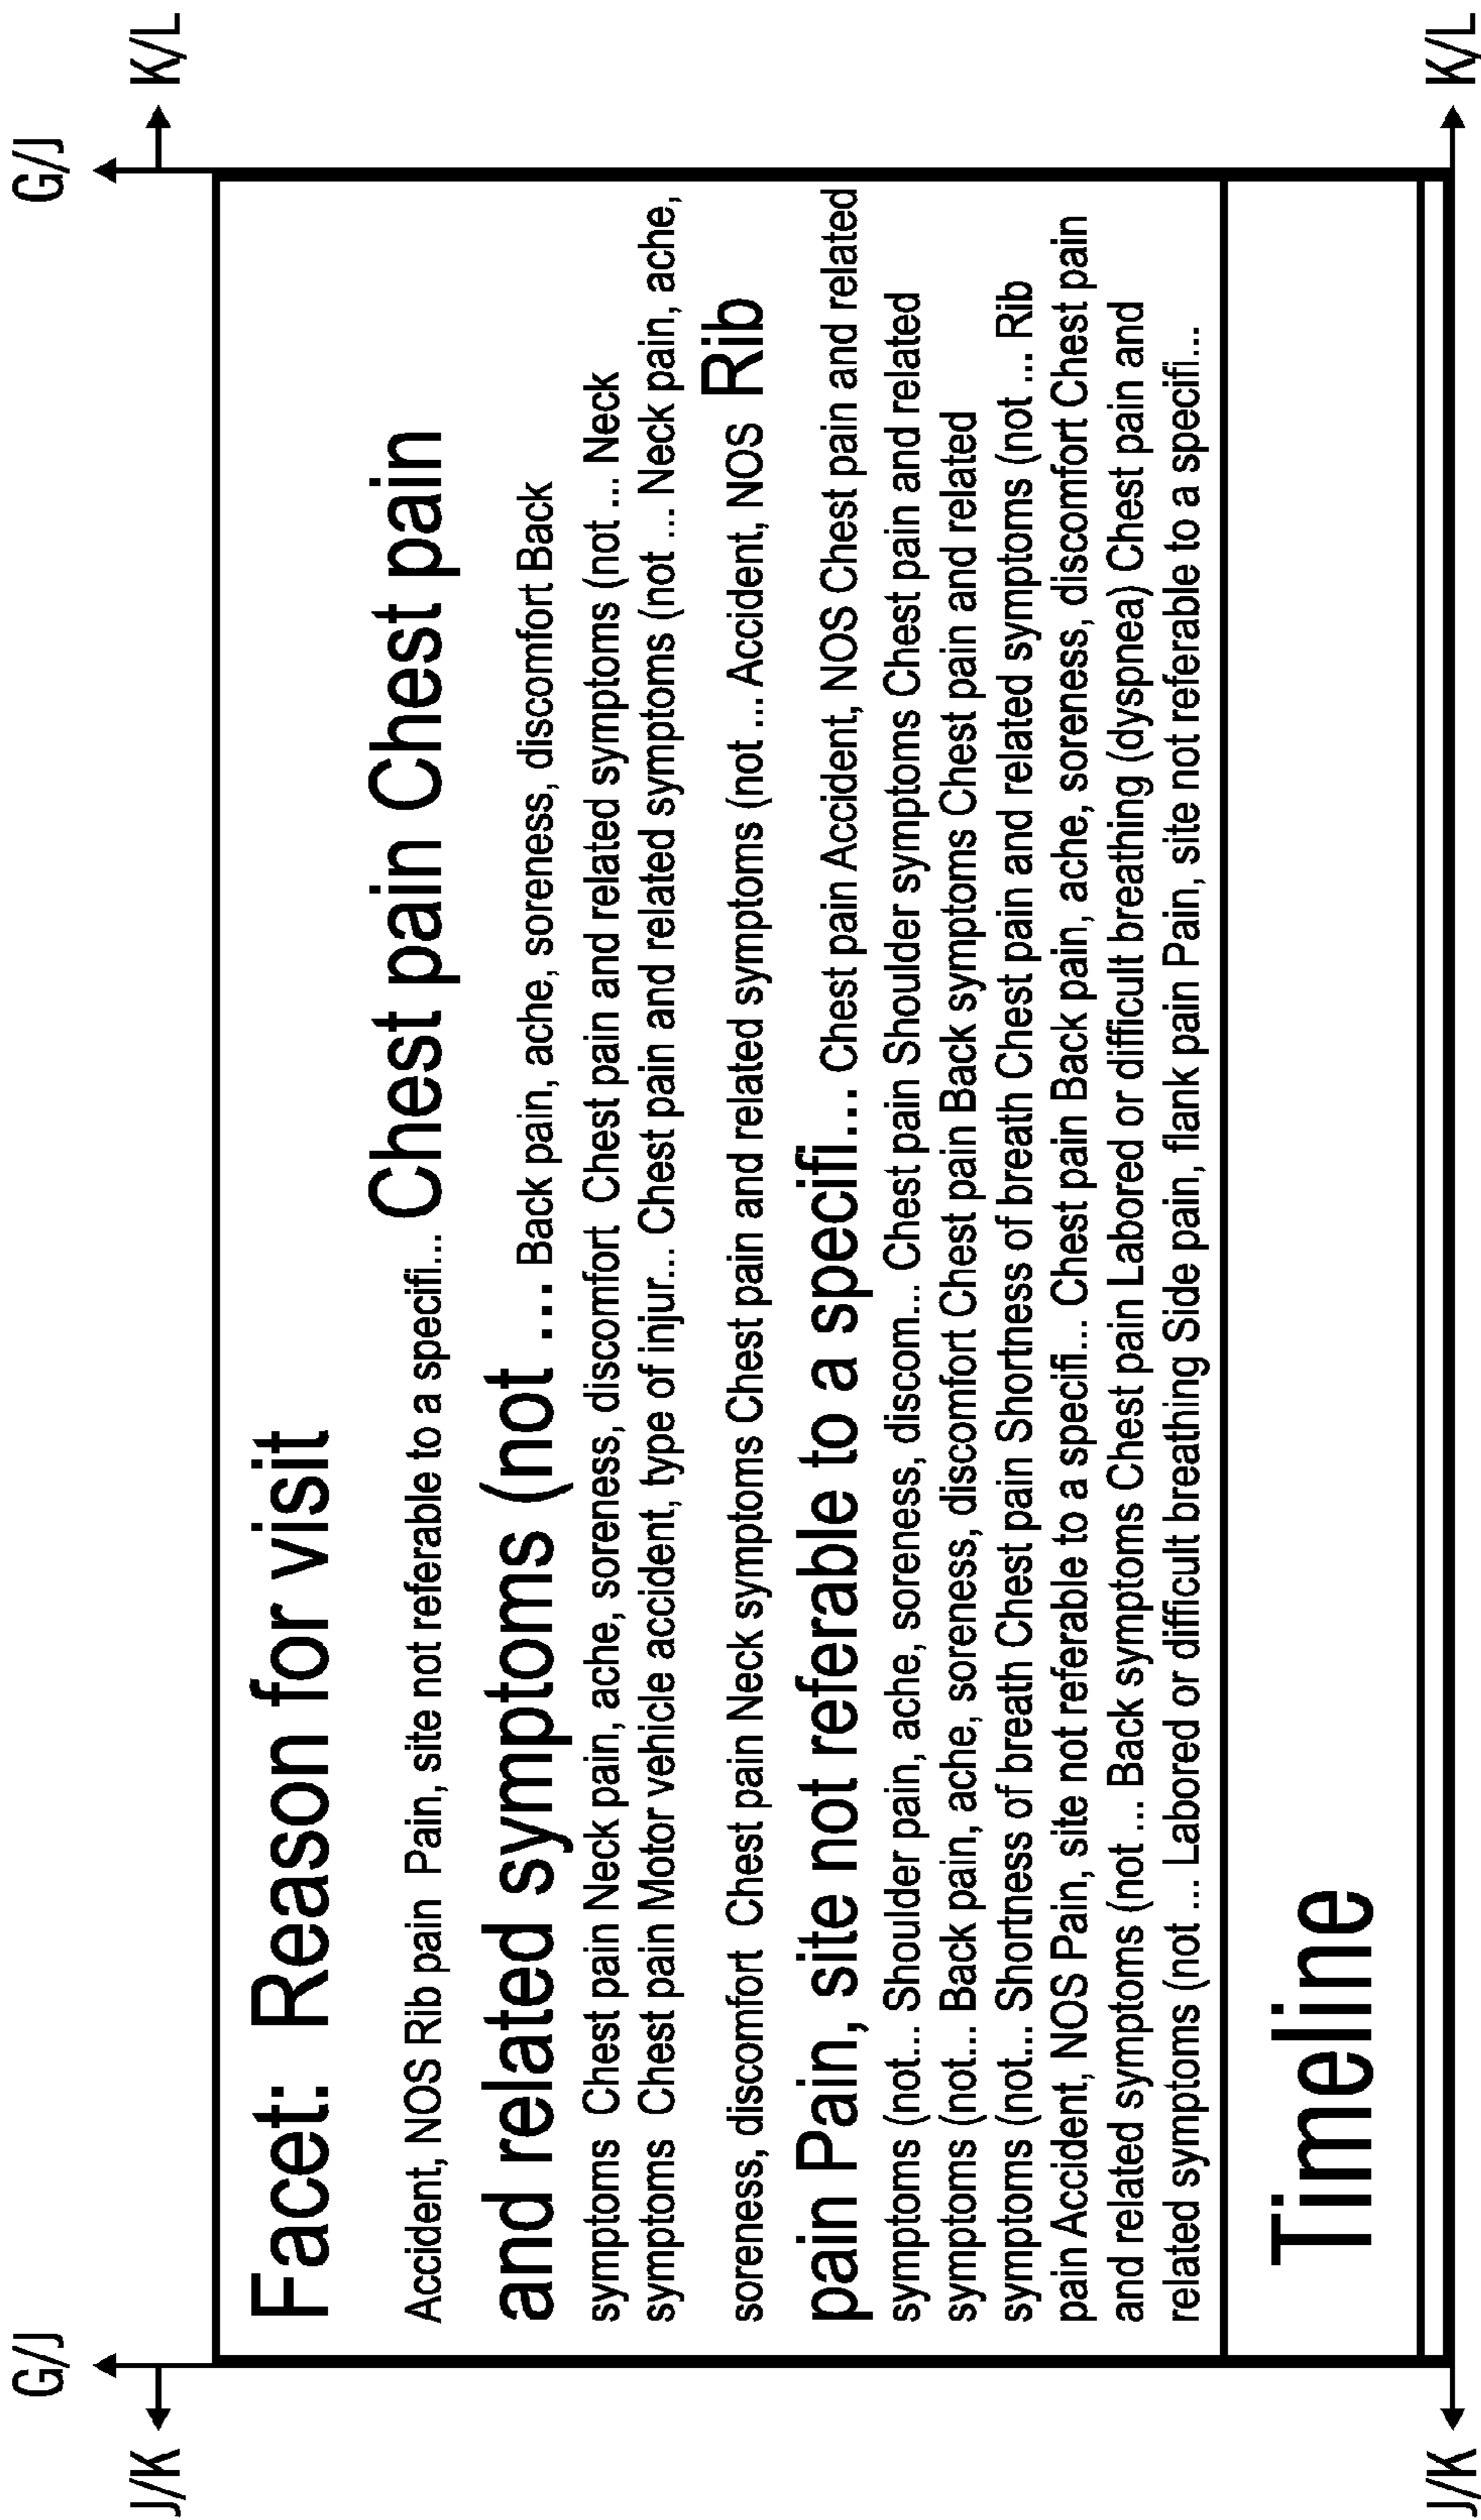 G/J G/J
J/K K/L
Facet: Reason for visit
Accident, NOS Rib pain Pain, site not referable to a specifi... Chest pain Chest pain
and related symptoms (not ... Back pain, ache, soreness, discomfort Back
symptoms Chest pain Neck pain, ache, soreness, discomfort Chest pain and related symptoms (not ... Neck
symptoms Chest pain Motor vehicle accident, type of injur... Chest pain and related symptoms (not ... Neck pain, ache,
soreness, discomfort Chest pain Neck symptoms Chest pain and related symptoms (not ... Accident, NOS Rib
pain Pain, site not referable to a specifi... Chest pain Accident, NOS Chest pain and related
symptoms (not... Shoulder pain, ache, soreness, discom... Chest pain Shoulder symptoms Chest pain and related
symptoms (not... Back pain, ache, soreness, discomfort Chest pain Back symptoms Chest pain and related
symptoms (not... Shortness of breath Chest pain Shortness of breath Chest pain and related symptoms (not ... Rib
pain Accident, NOS Pain, site not referable to a specifi... Chest pain Back pain, ache, soreness, discomfort Chest pain
and related symptoms (not ... Back symptoms Chest pain Labored or difficult breathing (dyspnea) Chest pain and
related symptoms (not ... Labored or difficult breathing Side pain, flank pain Pain, site not referable to a specifi...
Timeline
J/K K/L